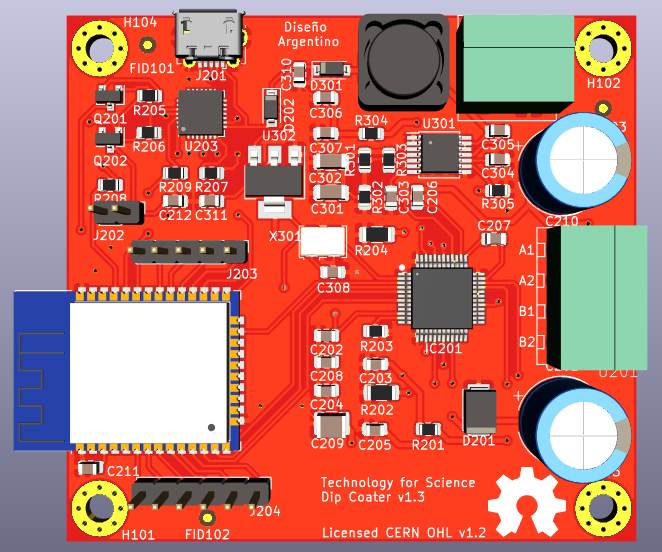 H104
Diseño
Argentino
FID101
J201
C310
D301
H102
Q201
R205
D202
C306
U203
U302
R304
U301
C307
C305
Q202
R206
R303
C302
C304
R208
R209
R207
C301
R302
C303
C206
R305
C212
C311
J202
X301
R204
C207
C210
J203
A1
C308
A2
B1
C202
R203
IC201
B2
C208
C203
U201
C204
R202
C209
C205
R201
D201
C211
J204
Technology for Science
Dip Coater v1.3
H101
FID102
Licensed CERN OHL v1.2